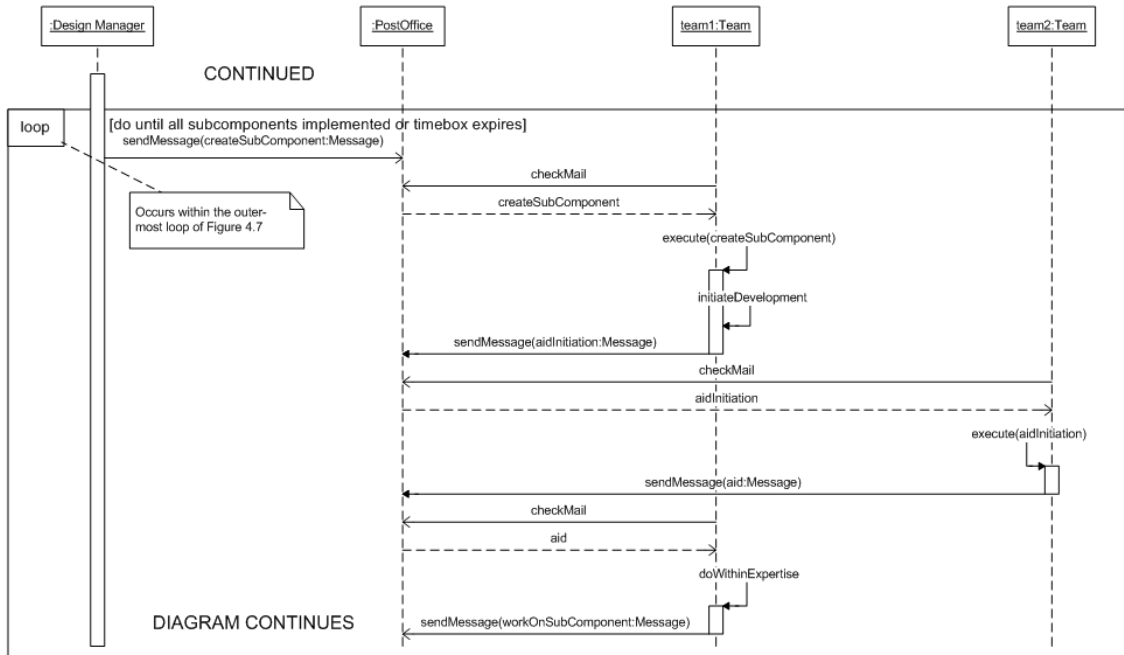 :Design Manager
:PostOffice
team1:Team
team2:Team
CONTINUED
loop
[do until all subcomponents implemented or timebox expires]
sendMessage(createSubComponent:Message)
checkMail
createSubComponent
Occurs within the outer-
most loop of Figure 4.7
execute(createSubComponent)
initiateDevelopment
sendMessage(aidInitiation:Message)
checkMail
aidInitiation
execute(aidInitiation)
sendMessage(aid:Message)
checkMail
aid
doWithinExpertise
DIAGRAM CONTINUES
sendMessage(workOnSubComponent:Message)